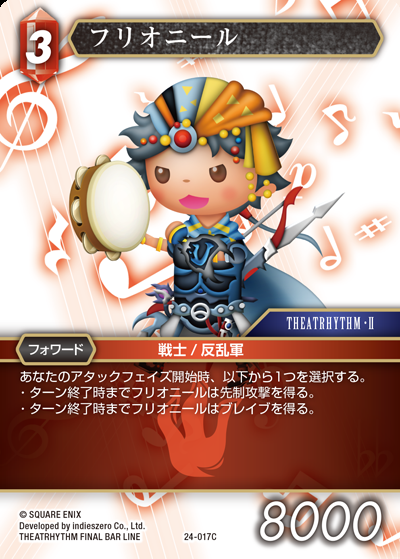 3
フリオニール
THEATRHYTHM・II
フォワード
戦士 / 反乱軍
あなたのアタックフェイズ開始時、以下から1つを選択する。
・ターン終了時までフリオニールは先制攻撃を得る。
・ターン終了時までフリオニールはブレイブを得る。
© SQUARE ENIX
Developed by indieszero Co., Ltd.
THEATRHYTHM FINAL BAR LINE
24-017C
8000